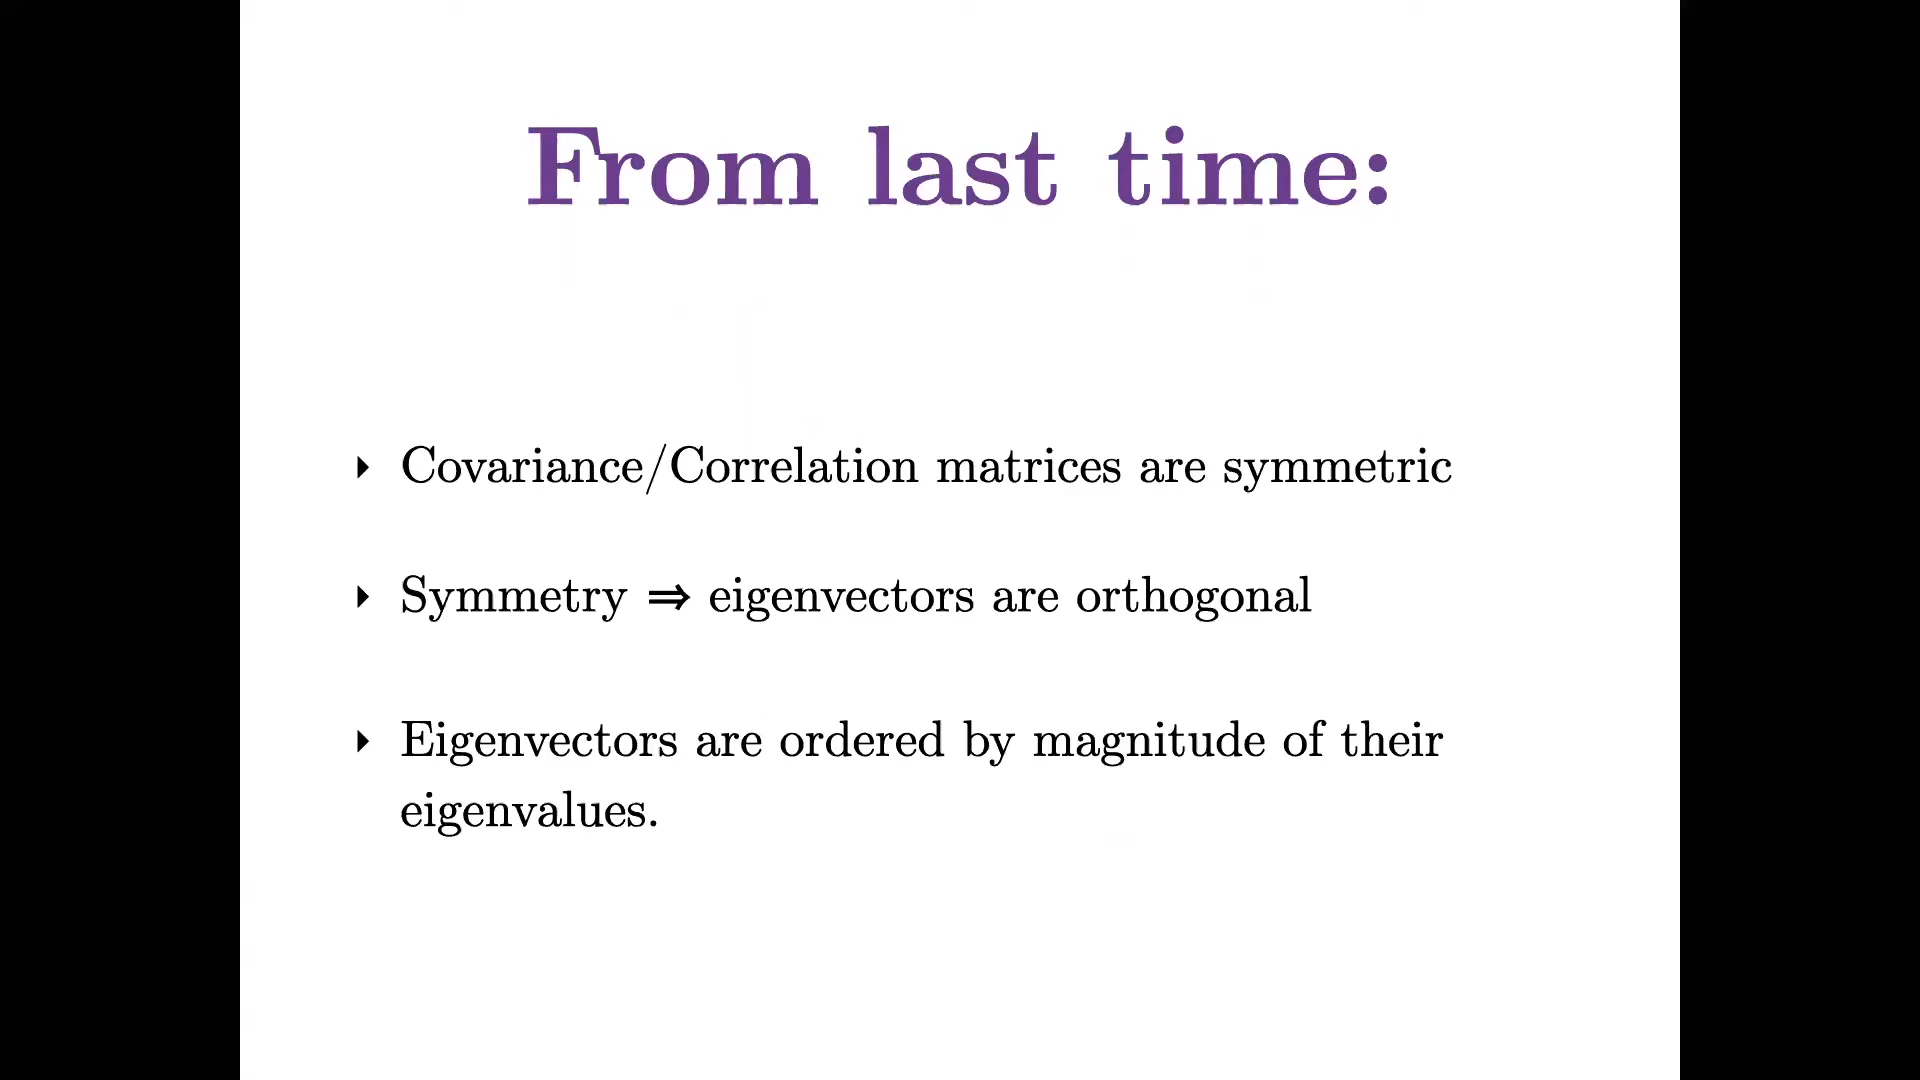 From last time:
‣ Covariance/Correlation matrices are symmetric
‣ Symmetry ⇒ eigenvectors are orthogonal
‣ Eigenvectors are ordered by magnitude of their
eigenvalues.